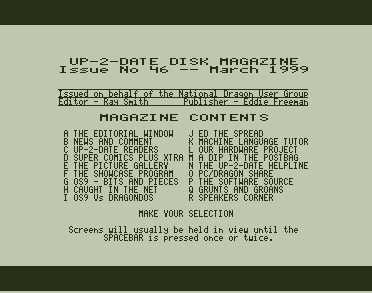 UP-2-DATE DISK MAGAZINE
Issue No 46 -- March 1999
Issued on behalf of the National Dragon User Group
Editor - Ray Smith Publisher - Eddie Freeman
MAGAZINE CONTENTS
A THE EDITORIAL WINDOW J ED THE SPREAD
B NEWS AND COMMENT K MACHINE LANGUAGE TUTOR
C UP-2-DATE READERS L OUR HARDWARE PROJECT
D SUPER COMICS PLUS XTRA M A DIP IN THE POSTBAG
E THE PICTURE GALLERY N THE UP-2-DATE HELPLINE
F THE SHOWCASE PROGRAM O PC/DRAGON SHARE
G OS9 - BITS AND PIECES P THE SOFTWARE SOURCE
H CAUGHT IN THE NET Q GRUNTS AND GROANS
I OS9 Vs DRAGONDOS R SPEAKERS CORNER
MAKE YOUR SELECTION
Screens will usually be held in view until the
SPACEBAR is pressed once or twice.